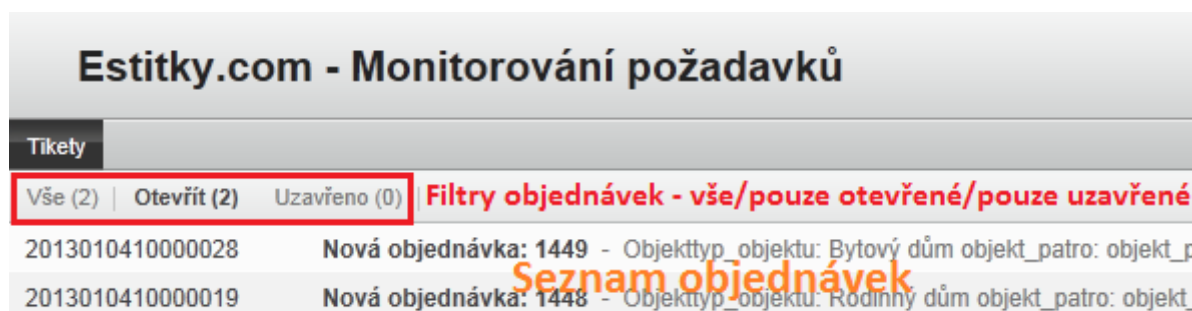 Estitky.com - Monitorování požadavků
Tikety
Vše (2) | Otevřít (2) Uzavřeno (0) | Filtry objednávek - vše/pouze otevřené/pouze uzavřené
2013010410000028 Nová objednávka: 1449 - Objekttyp_objektu: Bytový dům objekt_patro: objekt_p
Seznam objednávek
2013010410000019 Nová objednávka: 1448 - Objekttyp_objektu: Rodinný dům objekt_patro: objekt_